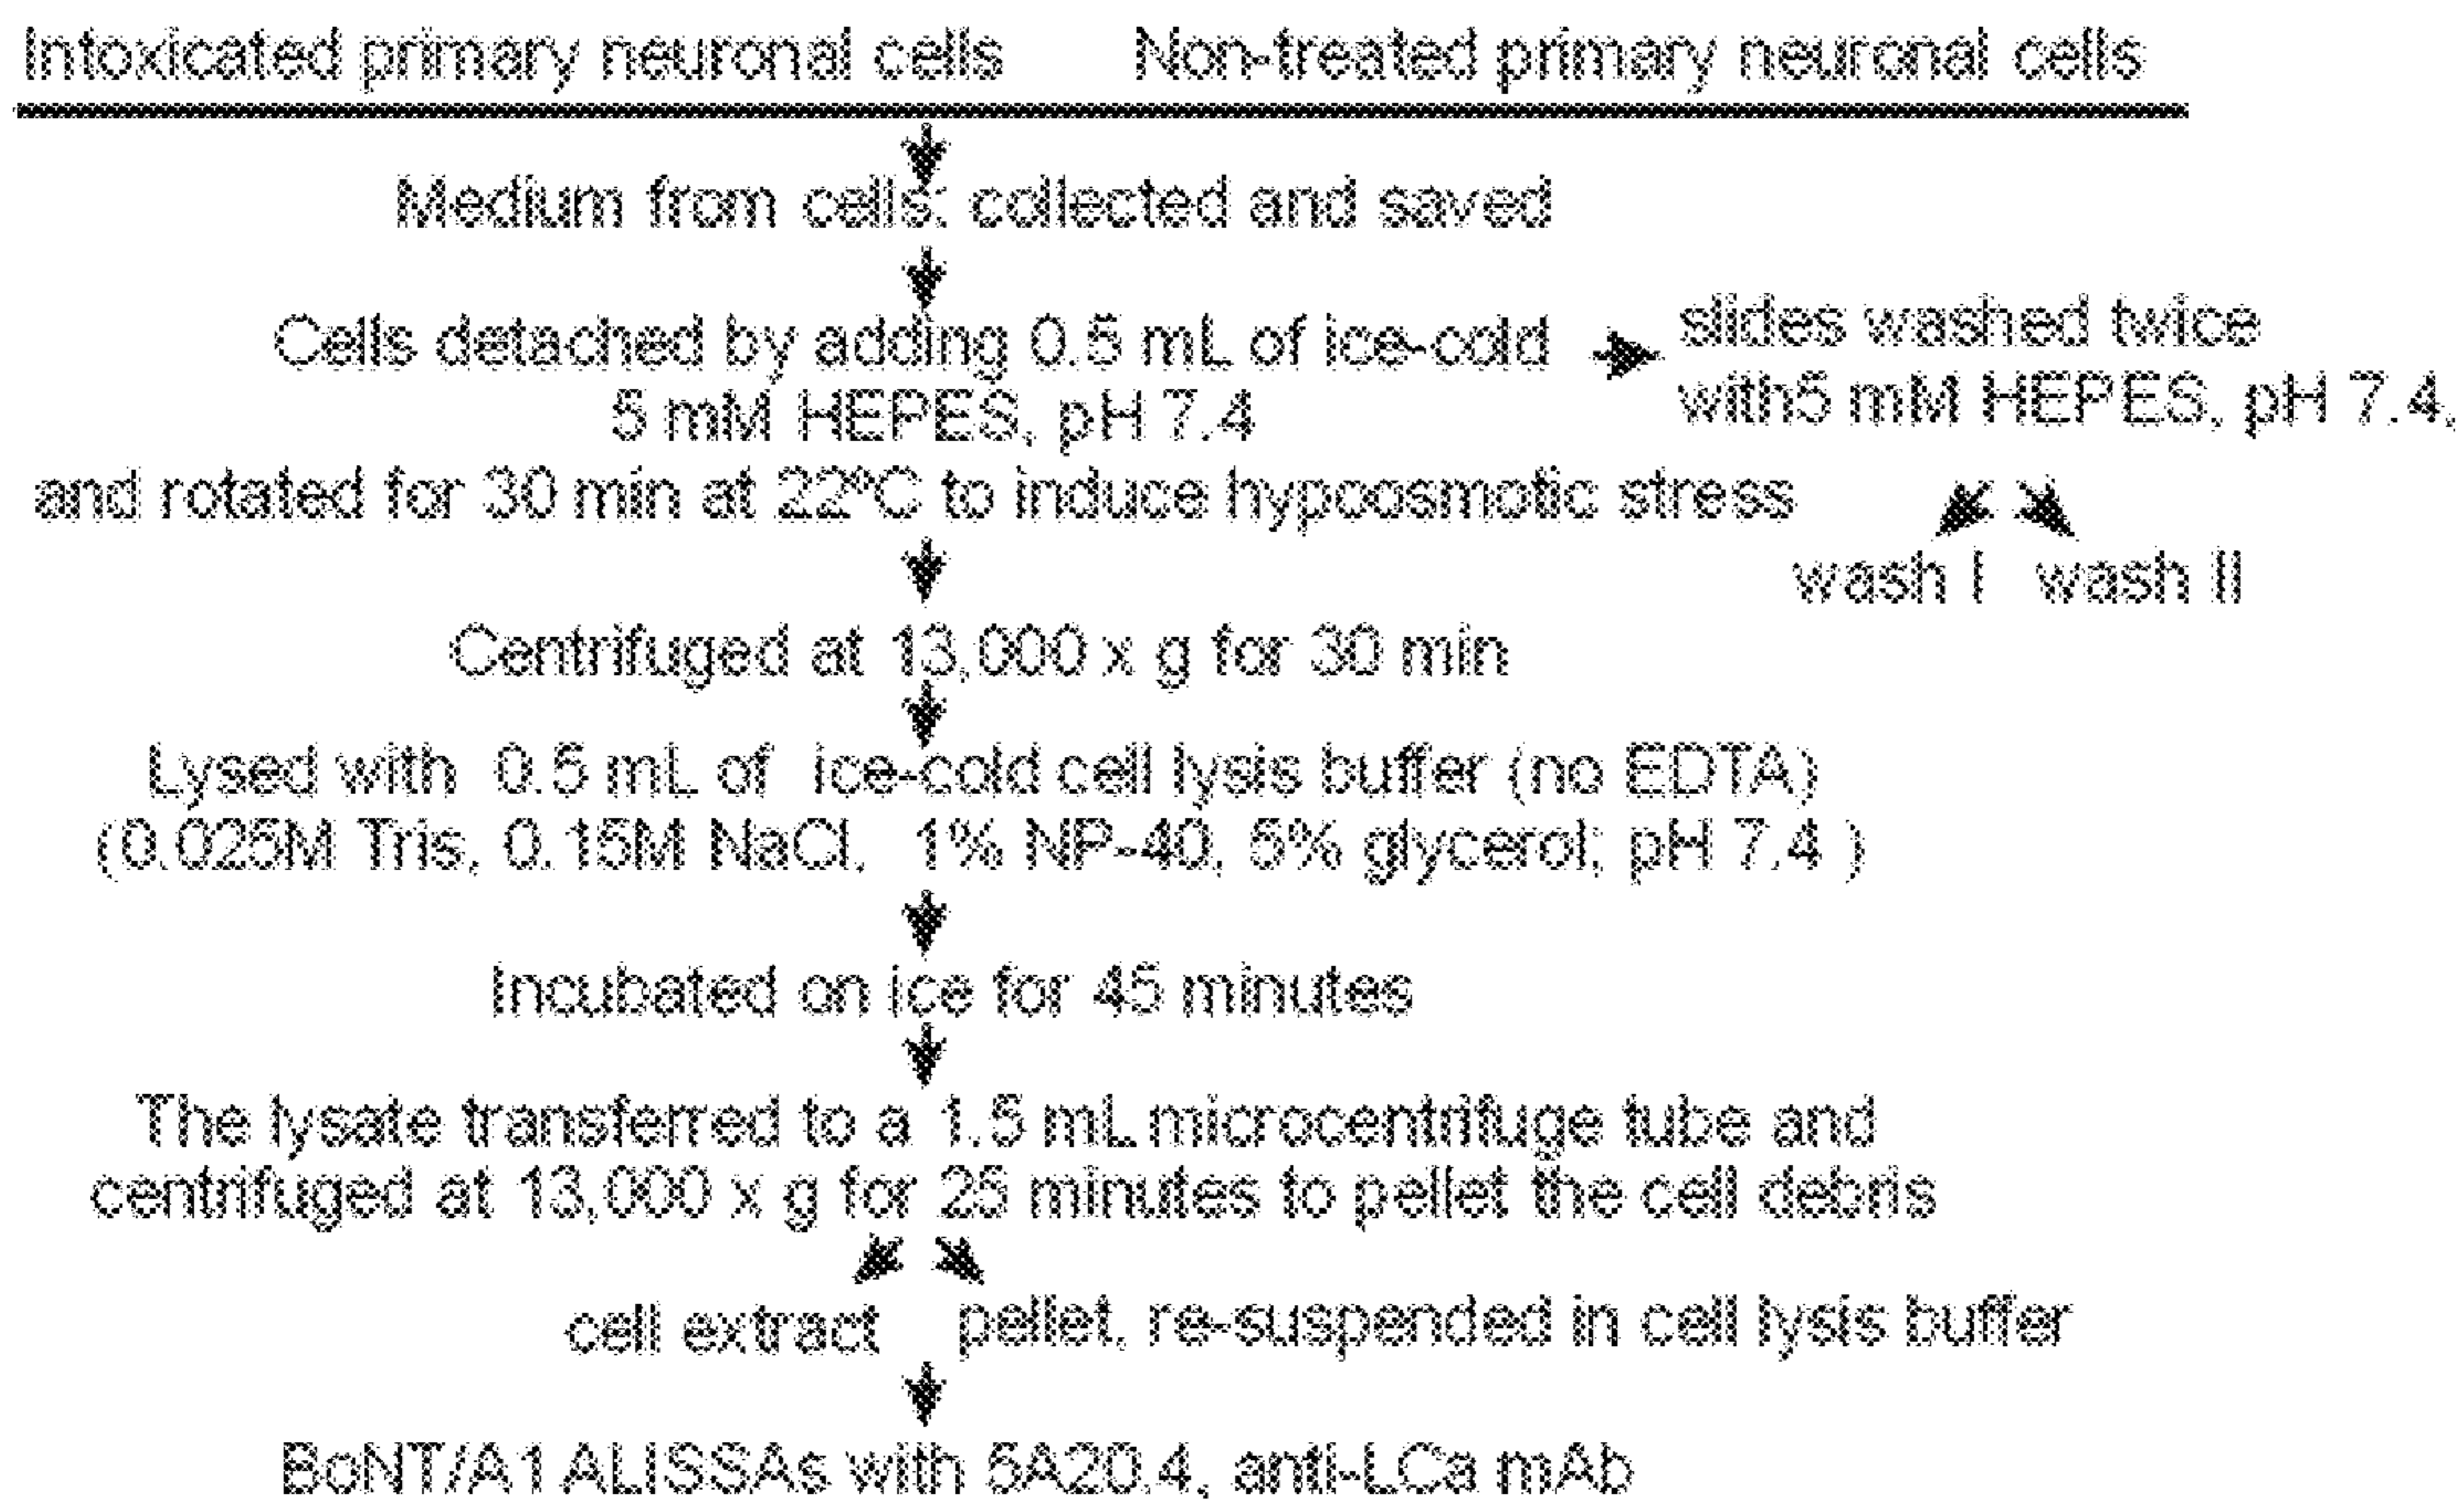 Intoxicated primary neuronal cells Non-treated primary neuronal cells
Medium from cells: collected and saved
Cells detached by adding 0.5 mL of ice-cold
5 mM HEPES, pH 7.4
and rotated for 30 min at 22ºC to induce hypoosmotic stress
slides washed twice
with5 mM HEPES, pH 7.4,
wash I wash II
Centrifuged at 13,000 x g for 30 min
Lysed with 0.5 mL of ice-cold cell lysis buffer (no EDTA)
(0.025M Tris, 0.15M NaCl, 1% NP-40, 5% glycerol; pH 7.4 )
Incubated on ice for 45 minutes
The lysate transferred to a 1.5 mL microcentrifuge tube and
centrifuged at 13,000 x g for 25 minutes to pellet the cell debris
cell extract pellet, re-suspended in cell lysis buffer
BoNT/A1 ALISSAs with 5A20.4, anti-LCa mAb